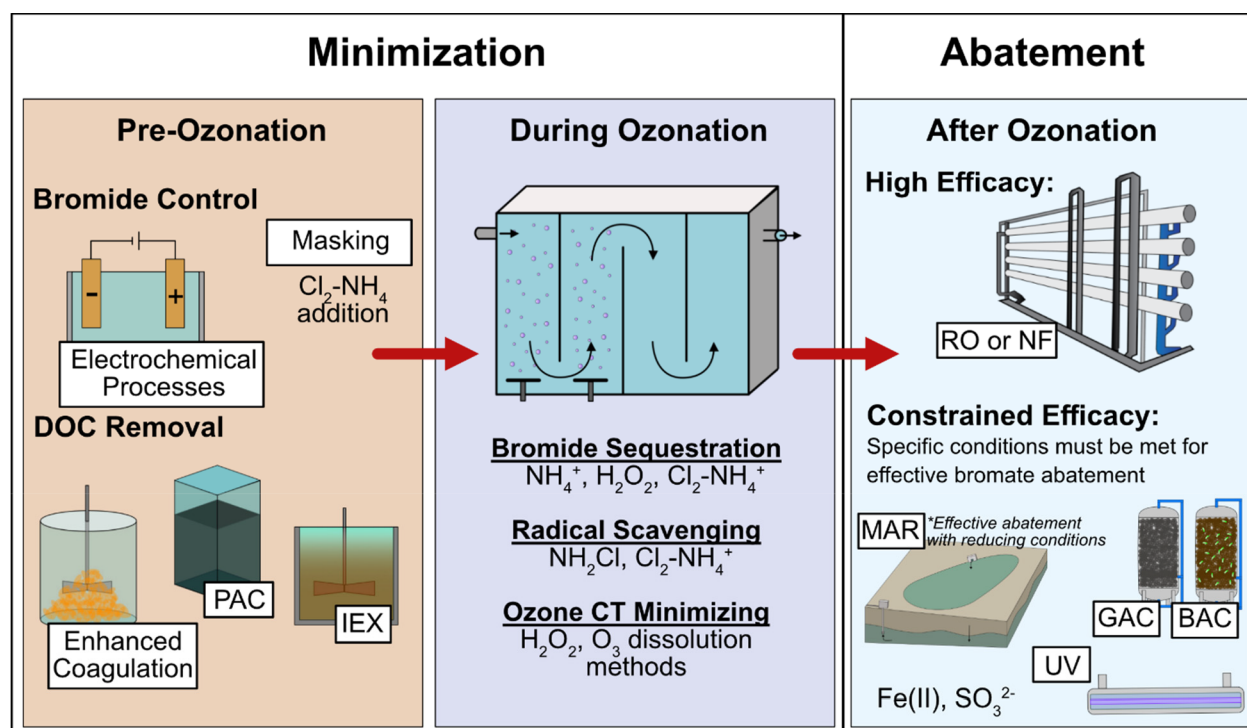 Minimization
Abatement
Pre-Ozonation
Bromide Control
-
+
Electrochemical
Processes
Masking
Cl₂-NH₄
addition
DOC Removal
Enhanced
Coagulation
PAC
IEX
During Ozonation
Bromide Sequestration
NH₄⁺, H₂O₂, Cl₂-NH₄⁺
Radical Scavenging
NH₂Cl, Cl₂-NH₄⁺
Ozone CT Minimizing
H₂O₂, O₃ dissolution
methods
After Ozonation
High Efficacy:
RO or NF
Constrained Efficacy:
Specific conditions must be met for
effective bromate abatement
MAR
*Effective abatement
with reducing conditions
GAC
BAC
UV
Fe(II), SO₃²⁻